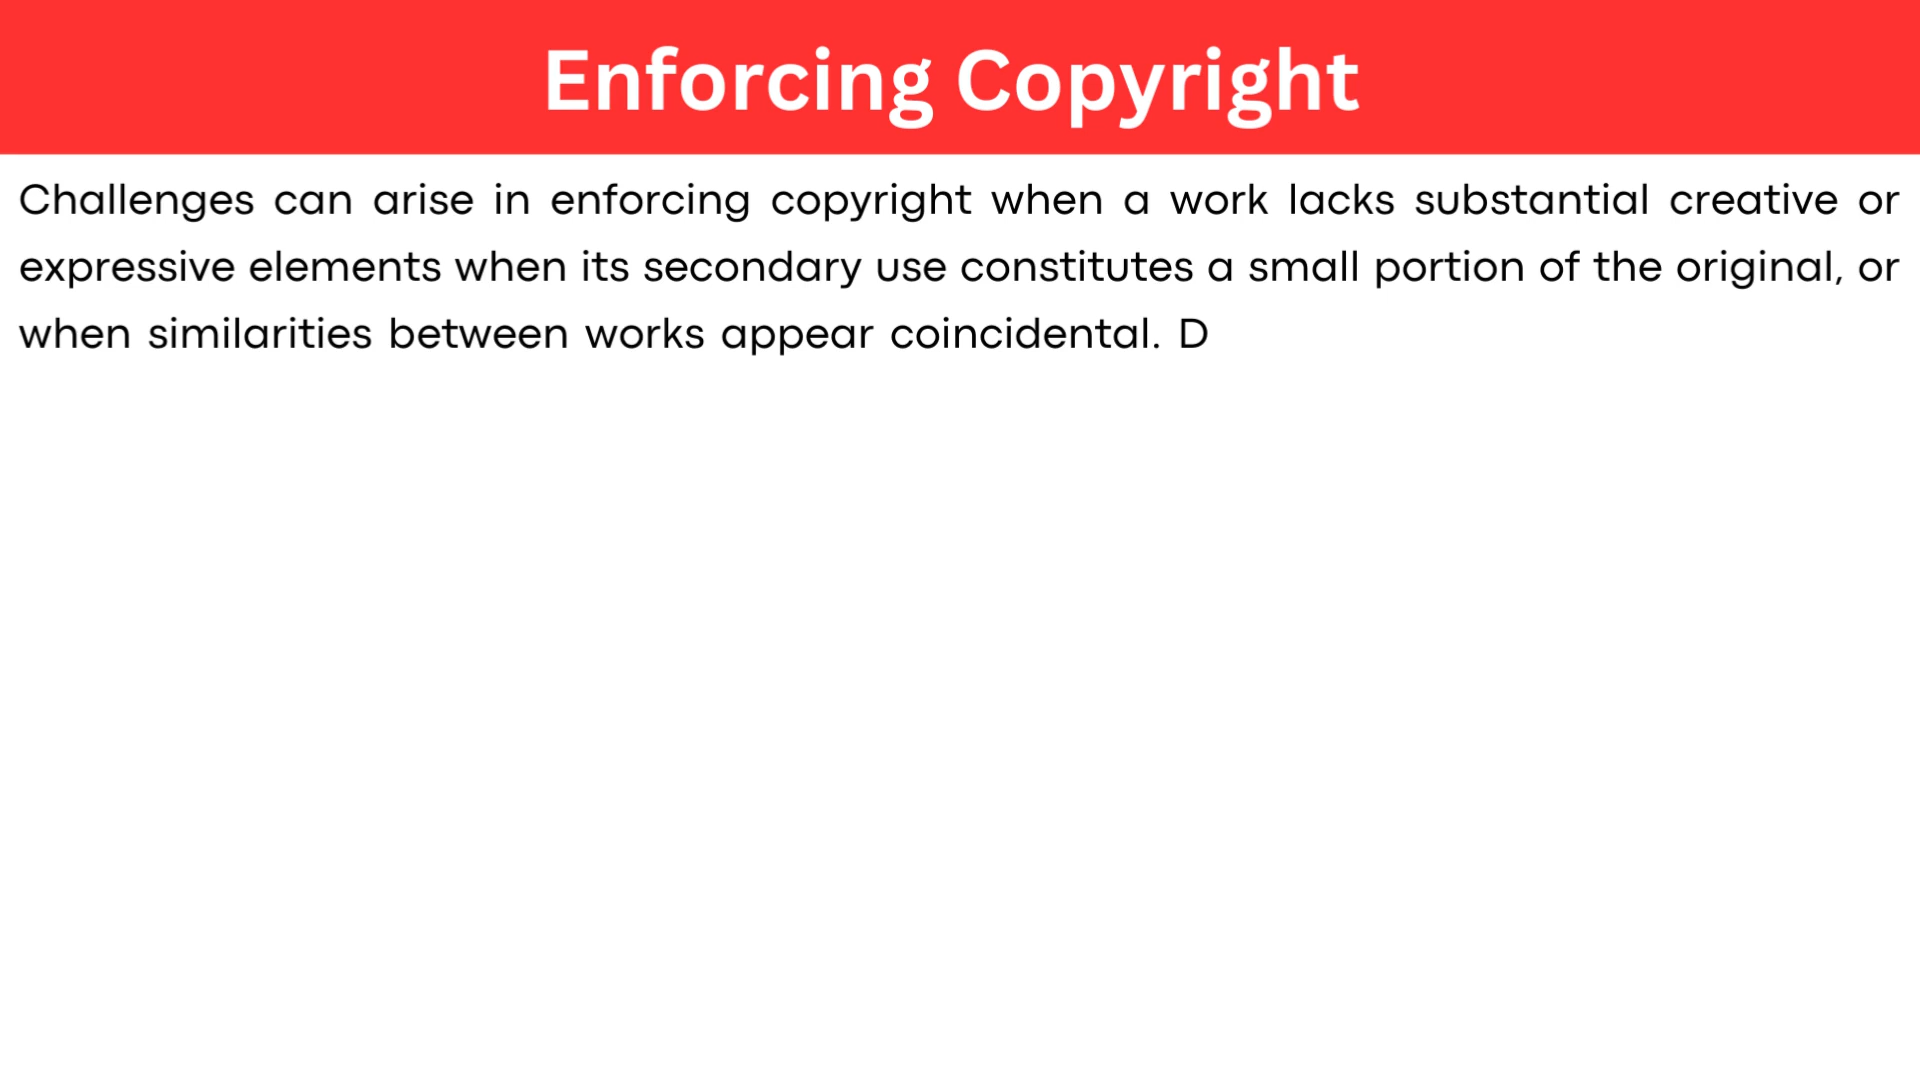 Enforcing Copyright
Challenges can arise in enforcing copyright when a work lacks substantial creative or
expressive elements when its secondary use constitutes a small portion of the original, or
when similarities between works appear coincidental. D